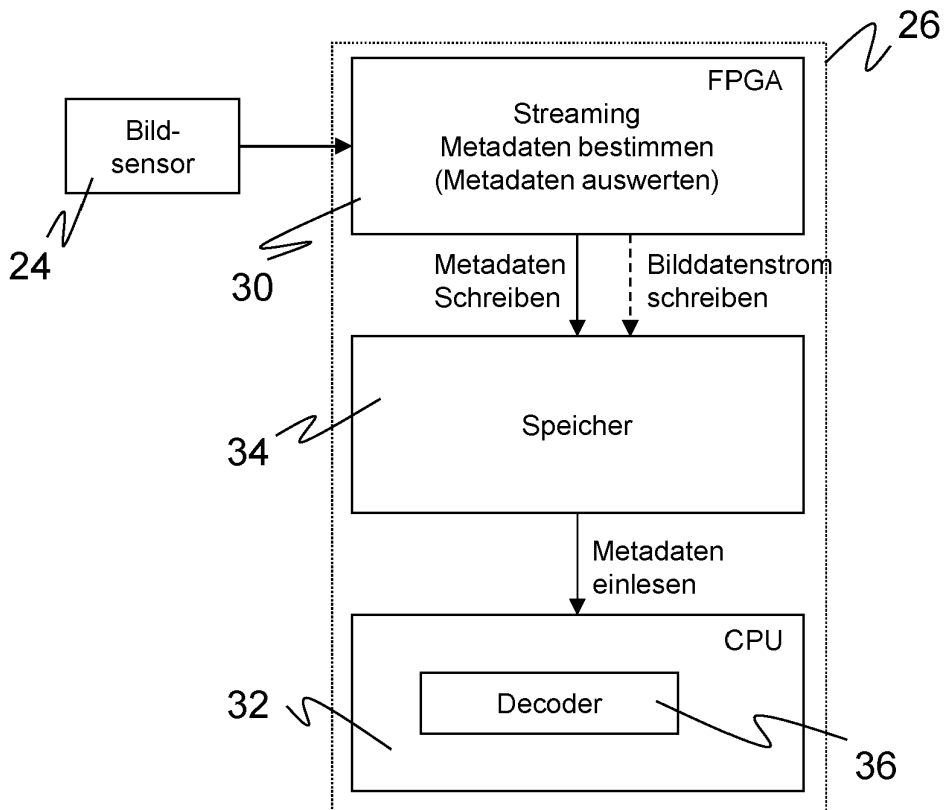 26
FPGA
Streaming
Metadaten bestimmen
(Metadaten auswerten)
Bild-
sensor
24
30
Metadaten
Schreiben
Bilddatenstrom
schreiben
34
Speicher
Metadaten
einlesen
CPU
32
Decoder
36